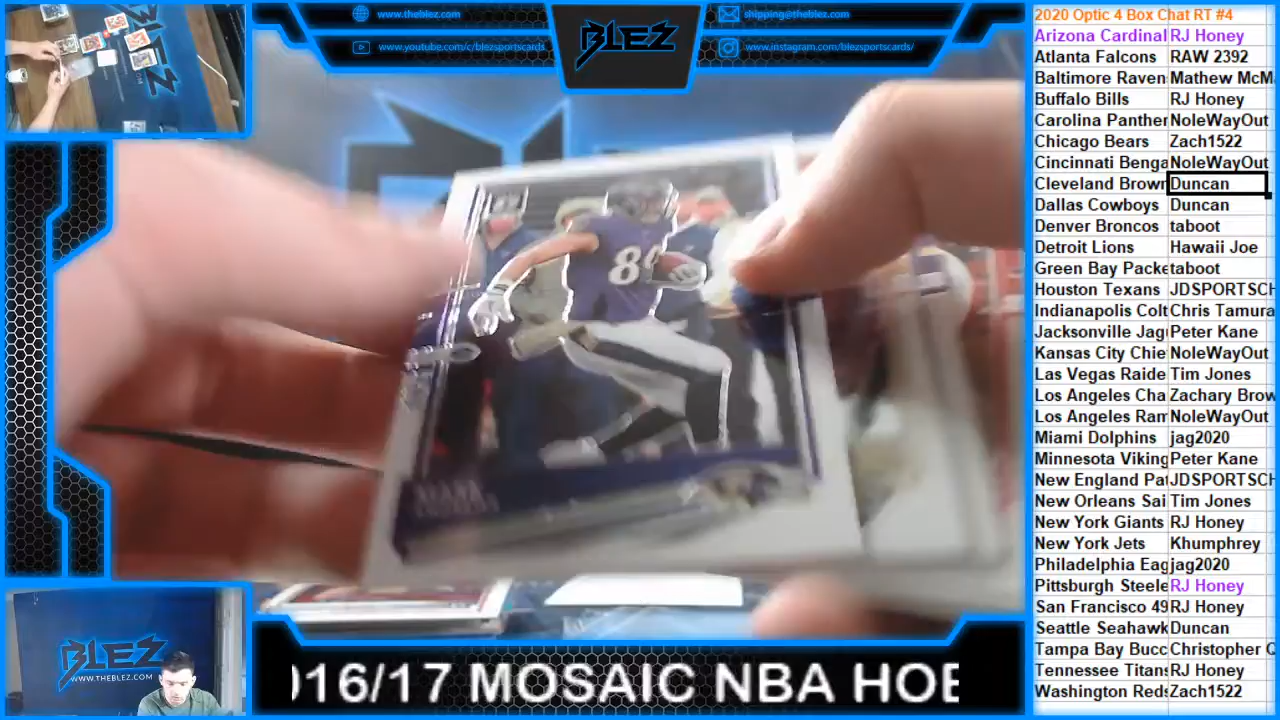 www.theblez.com
shipping@theblez.com
www.youtube.com/c/blezsportscards/
www.instagram.com/blezsportscards/
BLEZ
89
MARK
ANDREWS
BLEZ
WWW.THEBLEZ.COM
016/17 MOSAIC NBA HOB
2020 Optic 4 Box Chat RT #4
Arizona Cardinal RJ Honey
Atlanta Falcons RAW 2392
Baltimore Raven Mathew McM
Buffalo Bills RJ Honey
Carolina Panther NoleWayOut
Chicago Bears Zach1522
Cincinnati Benga NoleWayOut
Cleveland Brown Duncan
Dallas Cowboys Duncan
Denver Broncos taboot
Detroit Lions Hawaii Joe
Green Bay Packe taboot
Houston Texans JDSPORTSCH
Indianapolis Colt Chris Tamura
Jacksonville Jag Peter Kane
Kansas City Chie NoleWayOut
Las Vegas Raide Tim Jones
Los Angeles Cha Zachary Brow
Los Angeles Ram NoleWayOut
Miami Dolphins jag2020
Minnesota Viking Peter Kane
New England Pat JDSPORTSCH
New Orleans Sai Tim Jones
New York Giants RJ Honey
New York Jets Khumphrey
Philadelphia Eag jag2020
Pittsburgh Steele RJ Honey
San Francisco 49 RJ Honey
Seattle Seahawk Duncan
Tampa Bay Bucc Christopher Q
Tennessee Titans RJ Honey
Washington Reds Zach1522